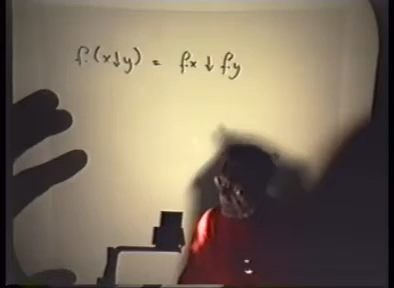 f.(x↓y) = f.x ↓ f.y